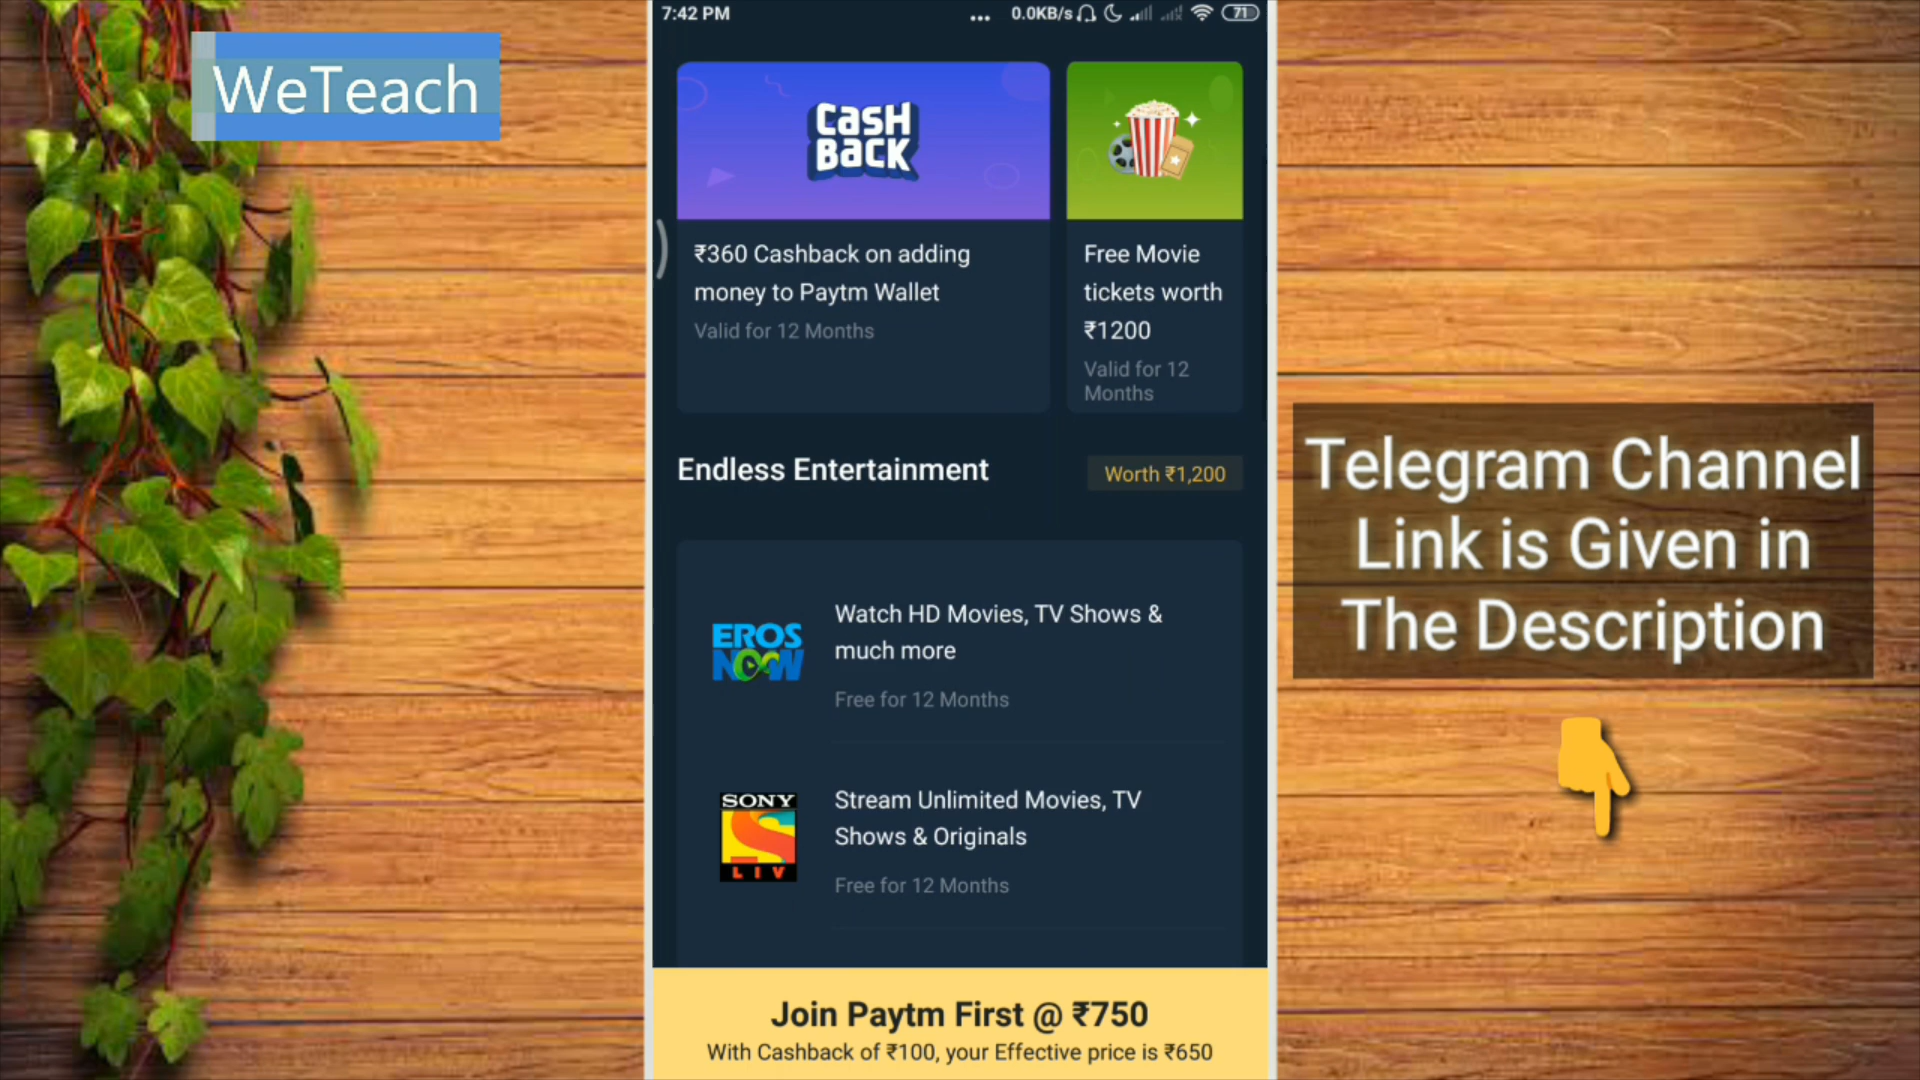 WeTeach
7:42 PM
... 0.0KB/s 71
CASH
BACK
₹360 Cashback on adding
money to Paytm Wallet
Valid for 12 Months
Free Movie
tickets worth
₹1200
Valid for 12
Months
Endless Entertainment
Worth ₹1,200
EROS
NOW
Watch HD Movies, TV Shows &
much more
Free for 12 Months
SONY
LIV
Stream Unlimited Movies, TV
Shows & Originals
Free for 12 Months
Join Paytm First @ ₹750
With Cashback of ₹100, your Effective price is ₹650
Telegram Channel
Link is Given in
The Description